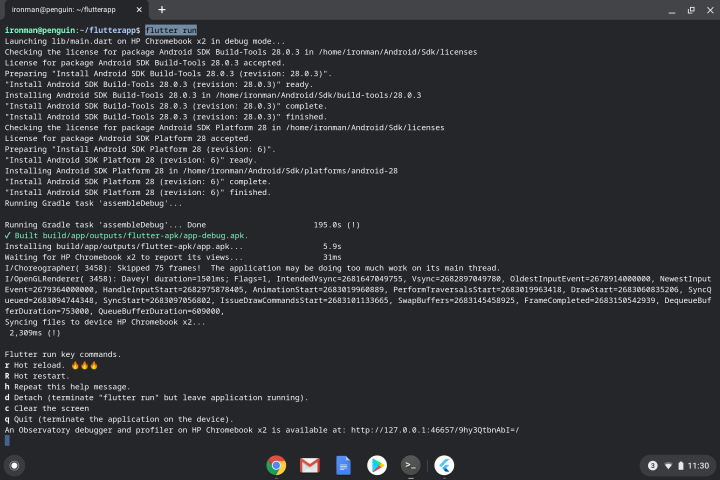 ironman@penguin: ~/flutterapp
ironman@penguin:~/flutterapp$ flutter run
Launching lib/main.dart on HP Chromebook x2 in debug mode...
Checking the license for package Android SDK Build-Tools 28.0.3 in /home/ironman/Android/Sdk/licenses
License for package Android SDK Build-Tools 28.0.3 accepted.
Preparing "Install Android SDK Build-Tools 28.0.3 (revision: 28.0.3)".
"Install Android SDK Build-Tools 28.0.3 (revision: 28.0.3)" ready.
Installing Android SDK Build-Tools 28.0.3 in /home/ironman/Android/Sdk/build-tools/28.0.3
"Install Android SDK Build-Tools 28.0.3 (revision: 28.0.3)" complete.
"Install Android SDK Build-Tools 28.0.3 (revision: 28.0.3)" finished.
Checking the license for package Android SDK Platform 28 in /home/ironman/Android/Sdk/licenses
License for package Android SDK Platform 28 accepted.
Preparing "Install Android SDK Platform 28 (revision: 6)".
"Install Android SDK Platform 28 (revision: 6)" ready.
Installing Android SDK Platform 28 in /home/ironman/Android/Sdk/platforms/android-28
"Install Android SDK Platform 28 (revision: 6)" complete.
"Install Android SDK Platform 28 (revision: 6)" finished.
Running Gradle task 'assembleDebug'...
Running Gradle task 'assembleDebug'... Done 195.0s (!)
✓ Built build/app/outputs/flutter-apk/app-debug.apk.
Installing build/app/outputs/flutter-apk/app.apk... 5.9s
Waiting for HP Chromebook x2 to report its views... 31ms
I/Choreographer( 3458): Skipped 75 frames!  The application may be doing too much work on its main thread.
I/OpenGLRenderer( 3458): Davey! duration=1501ms; Flags=1, IntendedVsync=2681647049755, Vsync=2682897049780, OldestInputEvent=2678914000000, NewestInput
Event=2679364000000, HandleInputStart=2682975878405, AnimationStart=2683019960889, PerformTraversalsStart=2683019963418, DrawStart=2683060835206, SyncQ
ueued=2683094744348, SyncStart=2683097056802, IssueDrawCommandsStart=2683101133665, SwapBuffers=2683145458925, FrameCompleted=2683150542939, DequeueBuf
ferDuration=753000, QueueBufferDuration=609000,
Syncing files to device HP Chromebook x2...
2,309ms (!)
Flutter run key commands.
r Hot reload. 🔥🔥🔥
R Hot restart.
h Repeat this help message.
d Detach (terminate "flutter run" but leave application running).
c Clear the screen
q Quit (terminate the application on the device).
An Observatory debugger and profiler on HP Chromebook x2 is available at: http://127.0.0.1:46657/9hy3QtbnAbI=/
3 11:30